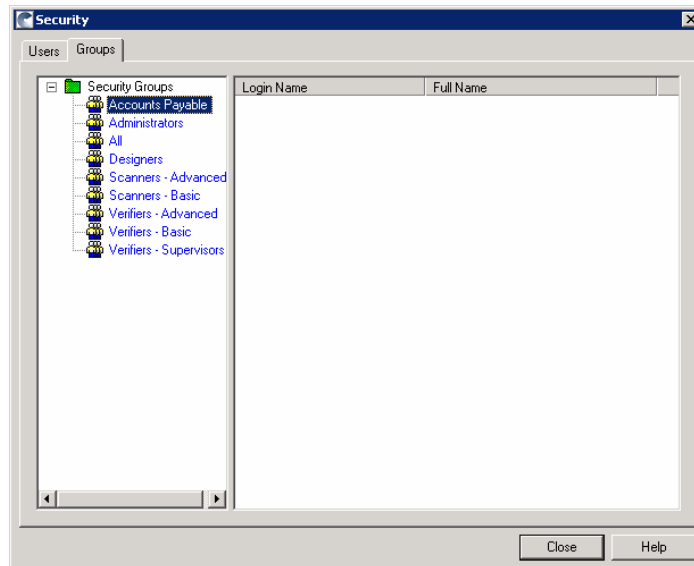 Security
Users Groups
Security Groups
Accounts Payable
Administrators
All
Designers
Scanners - Advanced
Scanners - Basic
Verifiers - Advanced
Verifiers - Basic
Verifiers - Supervisors
Login Name Full Name
Close Help